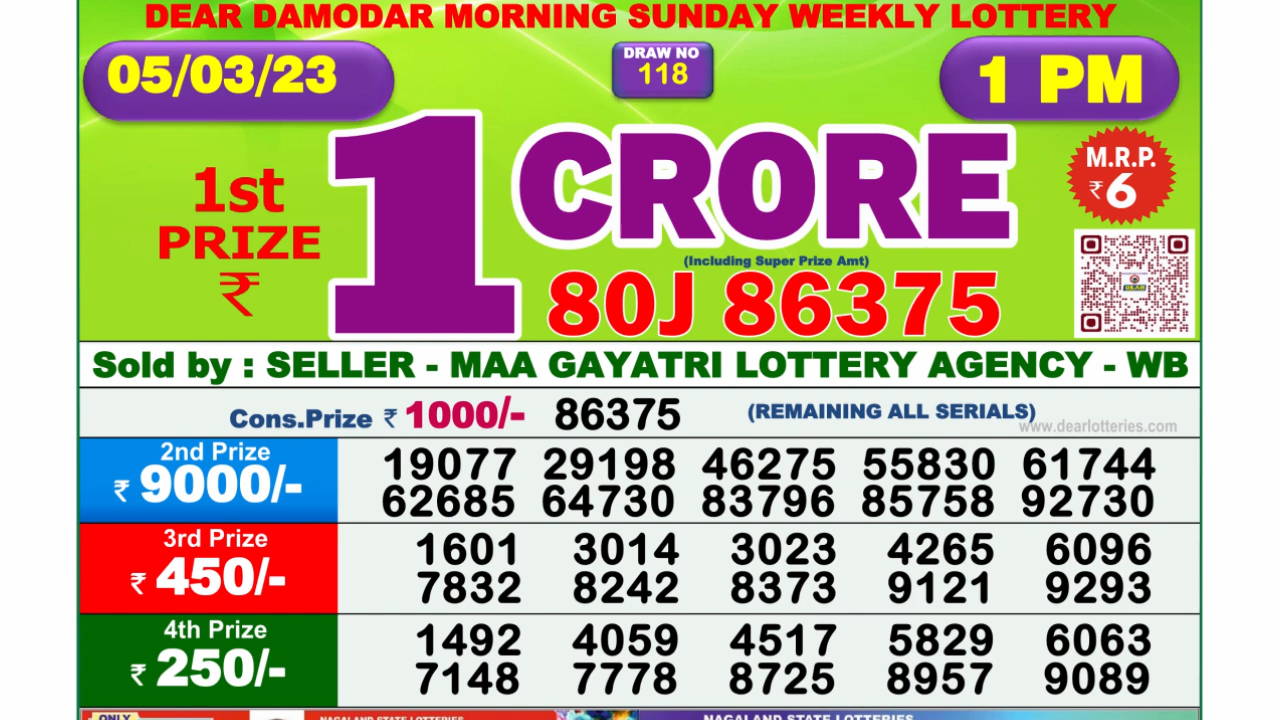 DEAR DAMODAR MORNING SUNDAY WEEKLY LOTTERY
05/03/23
DRAW NO
118
1 PM
1st
PRIZE
₹
1 CRORE
(Including Super Prize Amt)
80J 86375
M.R.P.
₹6
Sold by : SELLER - MAA GAYATRI LOTTERY AGENCY - WB
Cons.Prize ₹ 1000/- 86375 (REMAINING ALL SERIALS)
www.dearlotteries.com
2nd Prize
₹ 9000/-
19077 29198 46275 55830 61744
62685 64730 83796 85758 92730
3rd Prize
₹ 450/-
1601 3014 3023 4265 6096
7832 8242 8373 9121 9293
4th Prize
₹ 250/-
1492 4059 4517 5829 6063
7148 7778 8725 8957 9089
ONLY
NAGALAND STATE LOTTERIES
NAGALAND STATE LOTTERIES